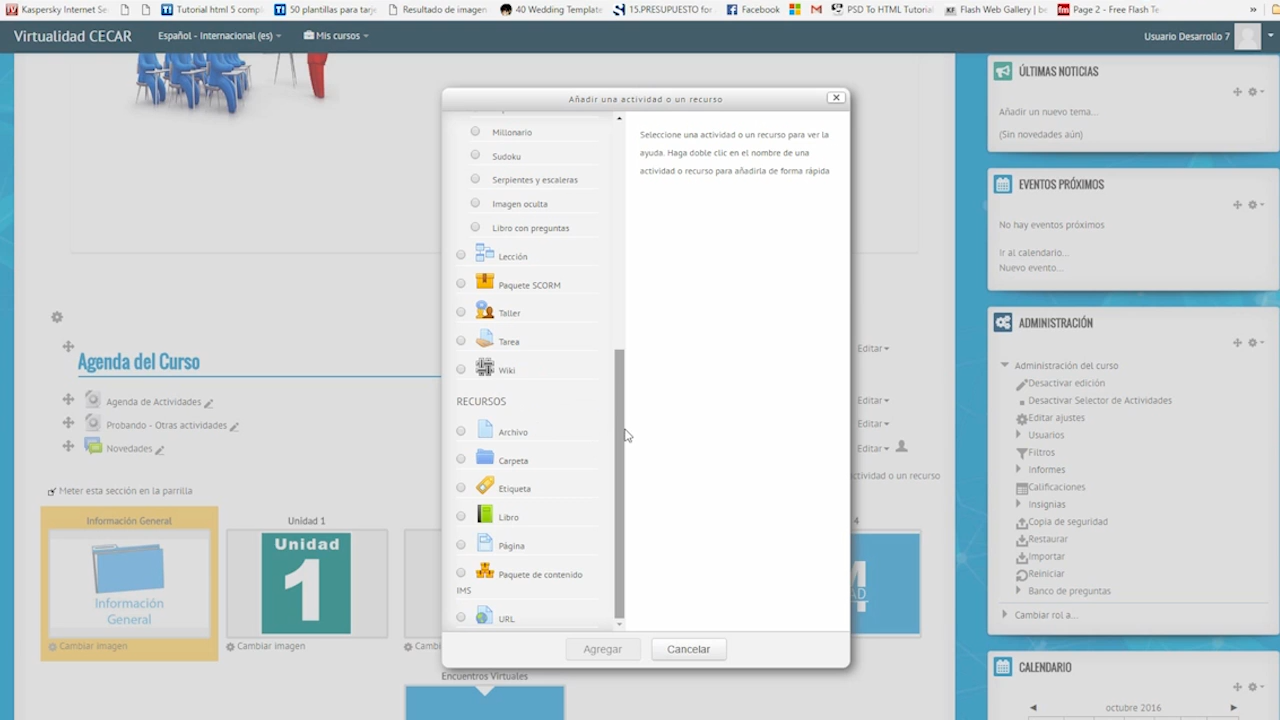 Kaspersky Internet Se
Tutorial html 5 compl
50 plantillas para tarje
Resultado de imagen
40 Wedding Template
15.PRESUPUESTO for
Facebook
PSD To HTML Tutorial
Flash Web Gallery | be
Page 2 - Free Flash Te
»
Virtualidad CECAR
Español - Internacional (es)
Mis cursos
Usuario Desarrollo 7
Añadir una actividad o un recurso
Millonario
Sudoku
Serpientes y escaleras
Imagen oculta
Libro con preguntas
Lección
Paquete SCORM
Taller
Tarea
Wiki
RECURSOS
Archivo
Carpeta
Etiqueta
Libro
Página
Paquete de contenido
IMS
URL
Seleccione una actividad o un recurso para ver la
ayuda. Haga doble clic en el nombre de una
actividad o recurso para añadirla de forma rápida
Agregar
Cancelar
Agenda del Curso
Agenda de Actividades
Probando - Otras actividades
Novedades
Editar
Editar
Editar
Editar
actividad o un recurso
Meter esta sección en la parrilla
Información General
Información
General
Cambiar imagen
Unidad 1
Unidad
1
Cambiar imagen
Cambi
4
Encuentros Virtuales
ÚLTIMAS NOTICIAS
Añadir un nuevo tema...
(Sin novedades aún)
EVENTOS PRÓXIMOS
No hay eventos próximos
Ir al calendario...
Nuevo evento...
ADMINISTRACIÓN
Administración del curso
Desactivar edición
Desactivar Selector de Actividades
Editar ajustes
Usuarios
Filtros
Informes
Calificaciones
Insignias
Copia de seguridad
Restaurar
Importar
Reiniciar
Banco de preguntas
Cambiar rol a...
CALENDARIO
octubre 2016